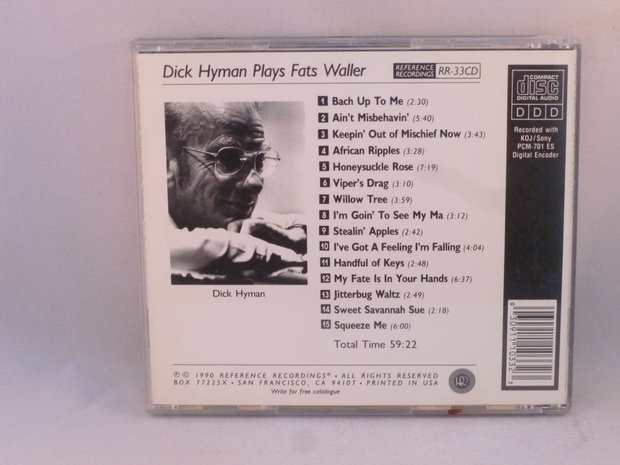 Dick Hyman Plays Fats Waller
REFERENCE
RECORDINGS
RR-33CD
1 Bach Up To Me (2:30)
2 Ain't Misbehavin' (5:40)
3 Keepin' Out of Mischief Now (3:43)
4 African Ripples (3:28)
5 Honeysuckle Rose (7:19)
6 Viper's Drag (3:10)
7 Willow Tree (3:59)
8 I'm Goin' To See My Ma (3:12)
9 Stealin' Apples (2:42)
10 I've Got A Feeling I'm Falling (4:04)
11 Handful of Keys (2:48)
12 My Fate Is In Your Hands (6:37)
13 Jitterbug Waltz (2:49)
14 Sweet Savannah Sue (2:18)
15 Squeeze Me (6:00)
Total Time 59:22
Dick Hyman
COMPACT
disc
DIGITAL AUDIO
D D D
Recorded with
KOJ/Sony
PCM-701 ES
Digital Encoder
℗ © 1990 REFERENCE RECORDINGS® • ALL RIGHTS RESERVED
BOX 77225X • SAN FRANCISCO, CA 94107 • PRINTED IN USA
Write for free catalogue